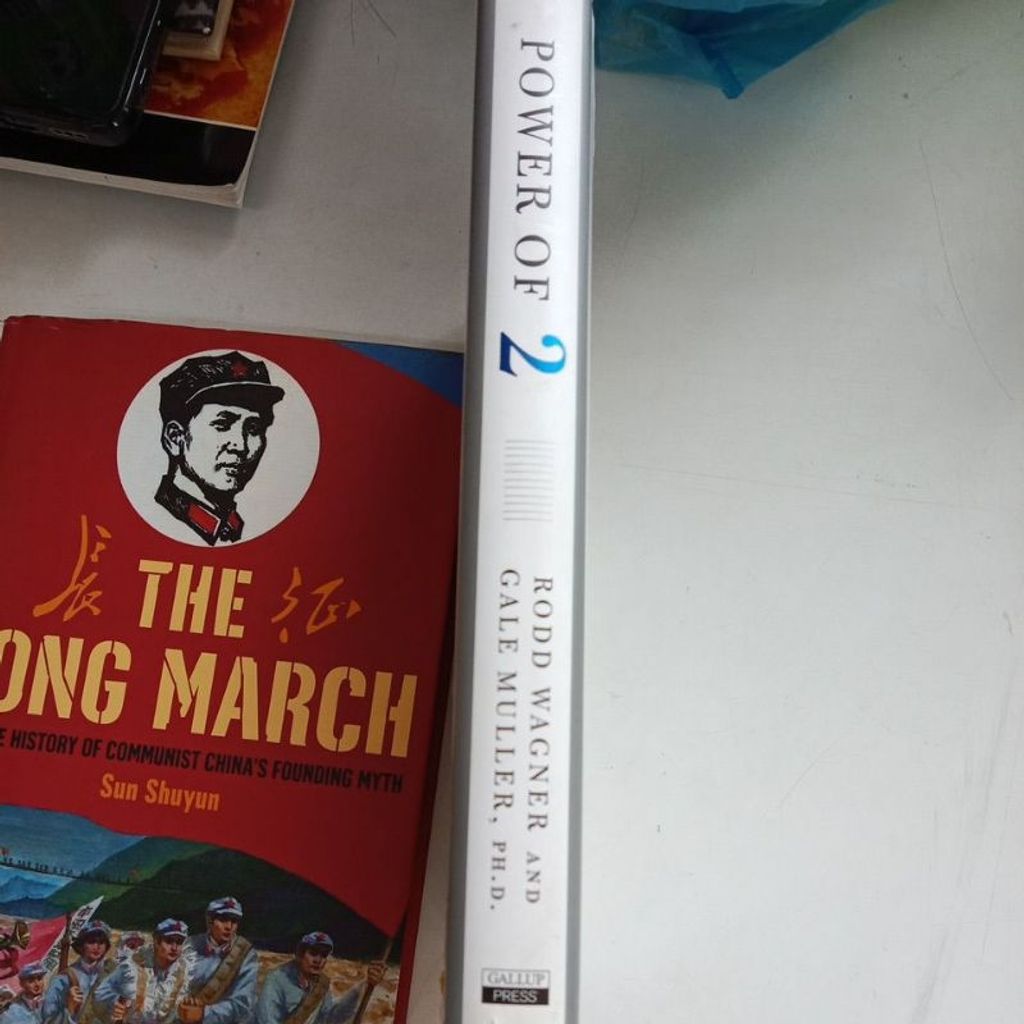 POWER OF 2
RODD WAGNER AND
GALE MULLER, PH.D.
GALLUP
PRESS
長 THE 征
ONG MARCH
E HISTORY OF COMMUNIST CHINA'S FOUNDING MYTH
Sun Shuyun